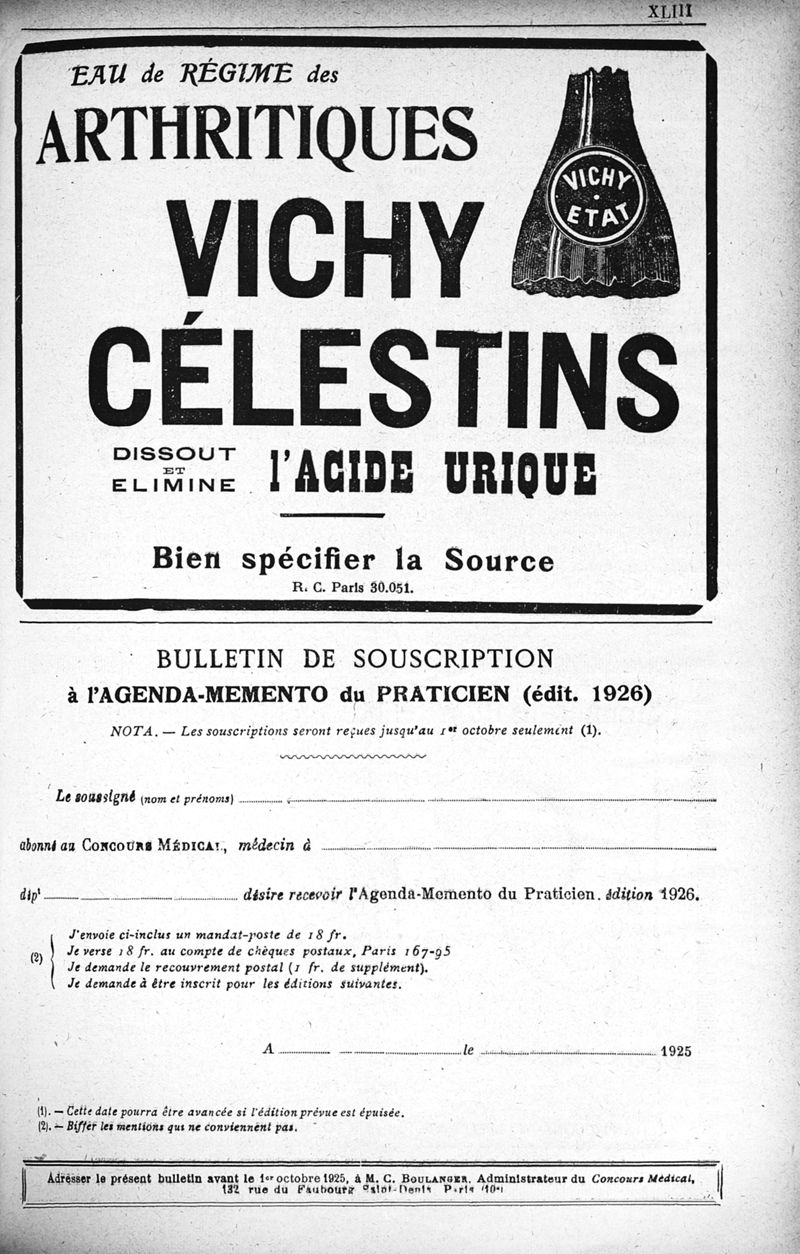 XLIII
EAU de RÉGIME des
ARTHRITIQUES
VICHY
ETAT
VICHY
CÉLESTINS
DISSOUT
ET
ELIMINE
l'ACIDE URIQUE
Bien spécifier la Source
R. C. Paris 30.051.
BULLETIN DE SOUSCRIPTION
à l'AGENDA-MEMENTO du PRATICIEN (édit. 1926)
NOTA. — Les souscriptions seront reçues jusqu'au 1er octobre seulement (1).
Le soussigné (nom et prénoms)
abonné au CONCOURS MÉDICAL, médecin à
dipt désire recevoir l'Agenda-Memento du Praticien. édition 1926.
(2)
J'envoie ci-inclus un mandat-poste de 18 fr.
Je verse 18 fr. au compte de chèques postaux, Paris 167-95
Je demande le recouvrement postal (1 fr. de supplément).
Je demande à être inscrit pour les éditions suivantes.
A le 1925
(1). — Cette date pourra être avancée si l'édition prévue est épuisée.
(2). — Biffer les mentions qui ne conviennent pas.
Adresser le présent bulletin avant le 1er octobre 1925, à M. C. BOULANGER, Administrateur du Concours Médical,
132 rue du Faubourg Saint-Denis Paris